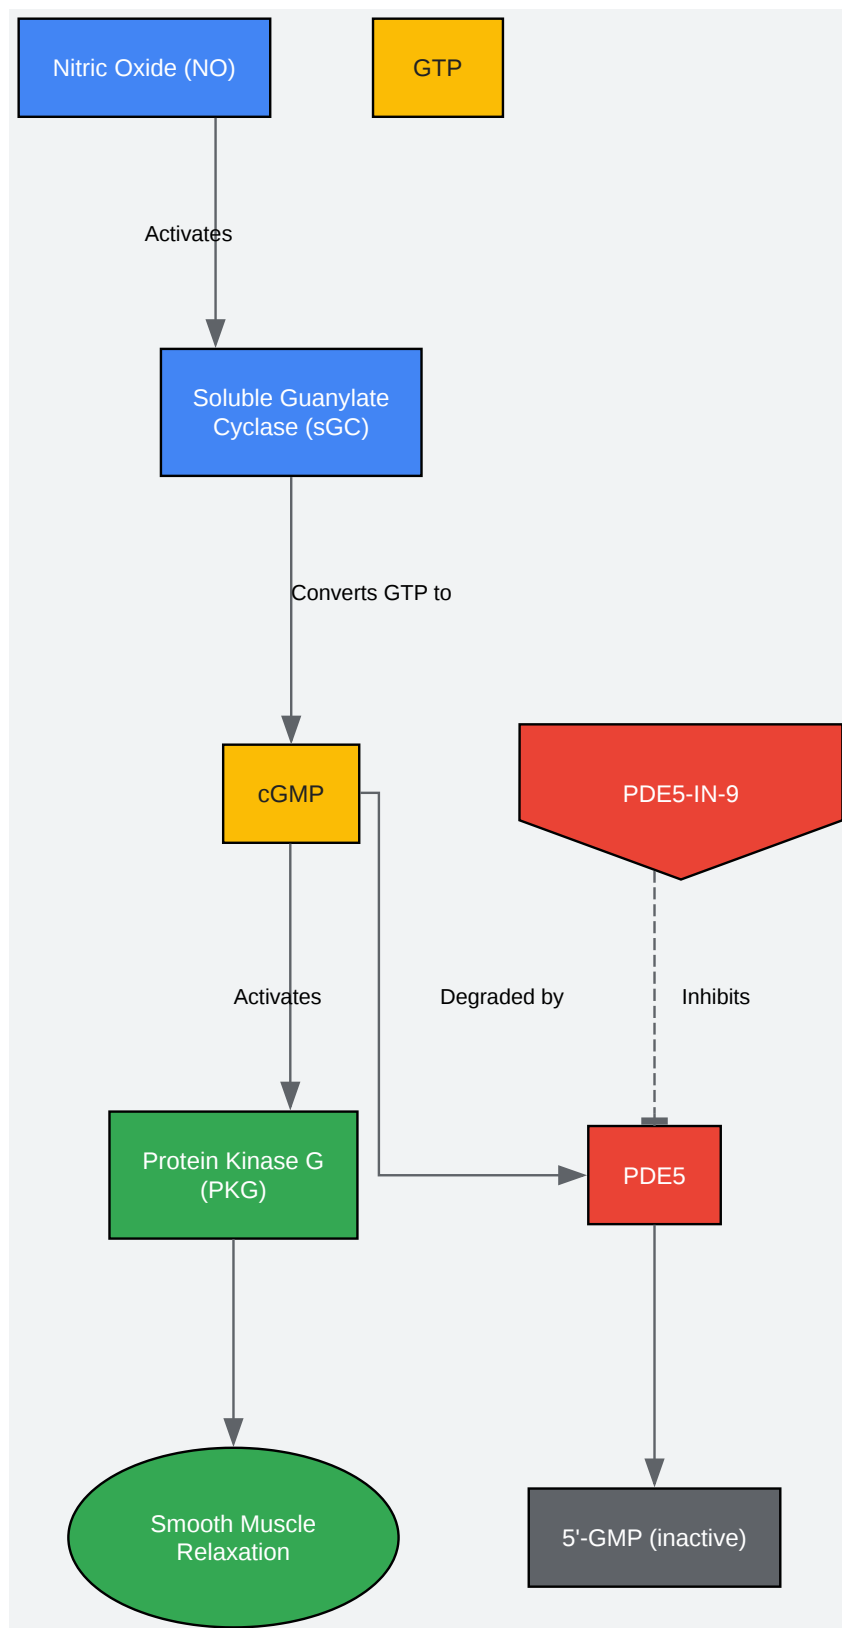 Nitric Oxide (NO)
GTP
Activates
Soluble Guanylate
Cyclase (sGC)
Converts GTP to
cGMP
PDE5-IN-9
Activates
Degraded by
Inhibits
Protein Kinase G
(PKG)
PDE5
Smooth Muscle
Relaxation
5'-GMP (inactive)